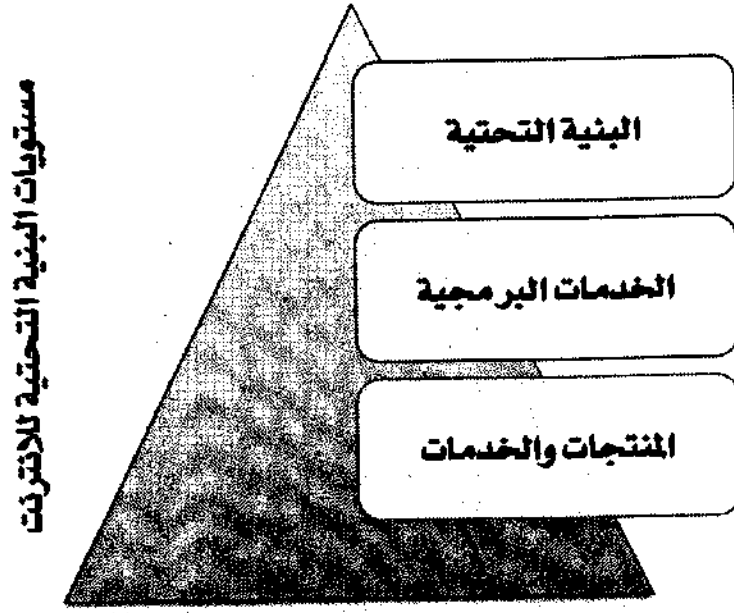 مستويات البنية التحتية للانترنت
البنية التحتية
الخدمات البرمجية
المنتجات والخدمات